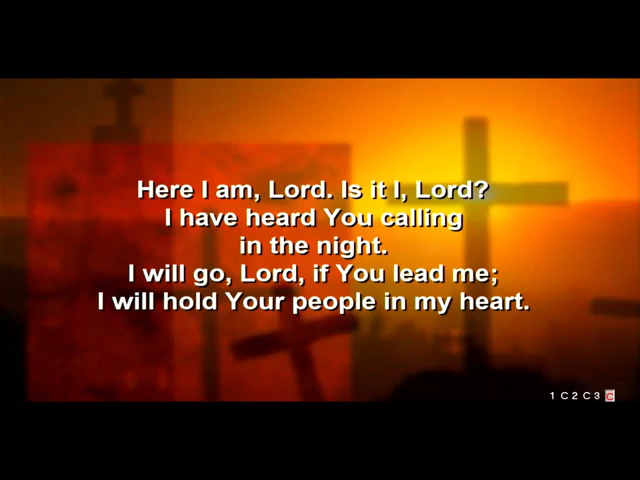 Here I am, Lord. Is it I, Lord?
I have heard You calling
in the night.
I will go, Lord, if You lead me;
I will hold Your people in my heart.
1 C 2 C 3 C